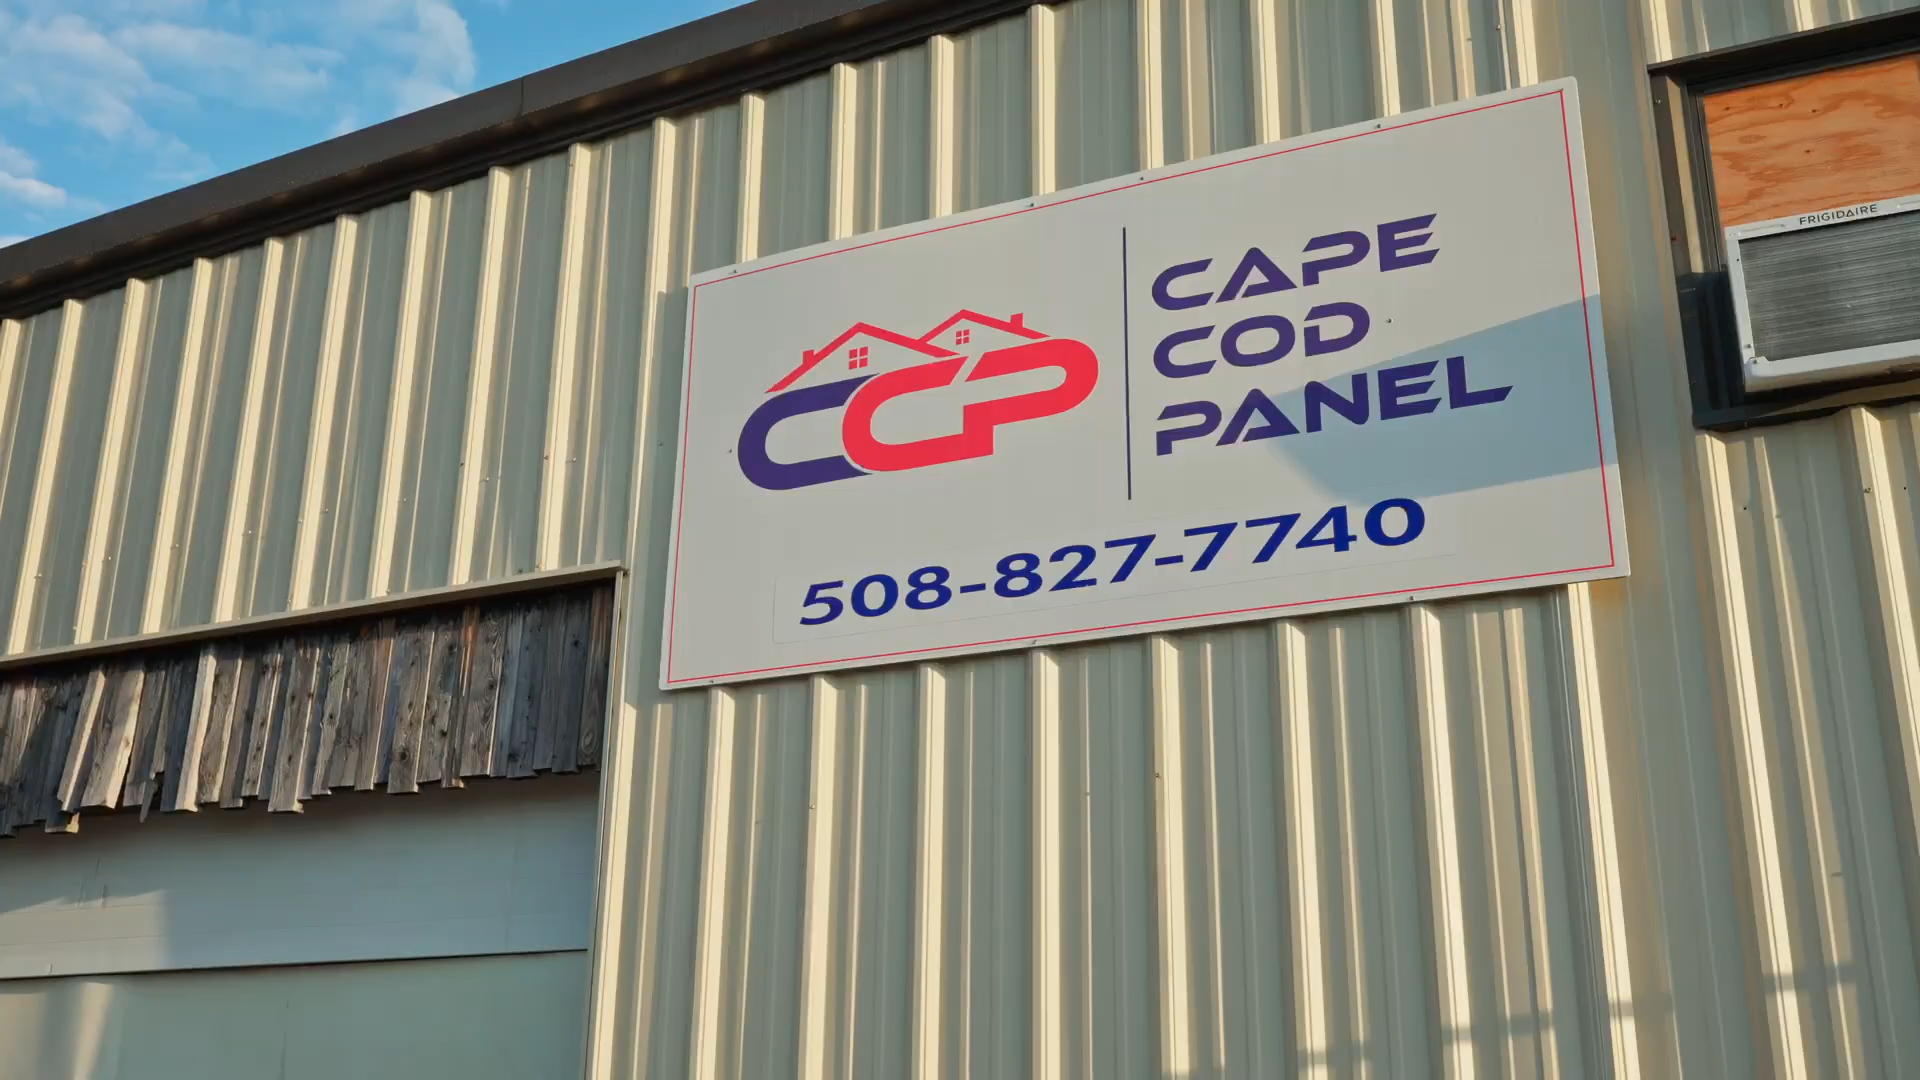 CCP
CAPE
COD
PANEL
508-827-7740
FRIGIDAIRE